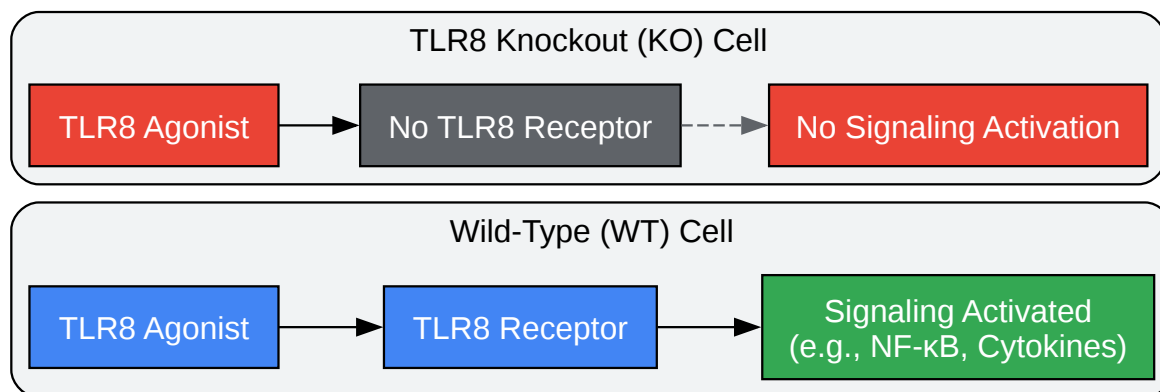 TLR8 Knockout (KO) Cell
TLR8 Agonist
No TLR8 Receptor
No Signaling Activation
Wild-Type (WT) Cell
TLR8 Agonist
TLR8 Receptor
Signaling Activated
(e.g., NF-κB, Cytokines)